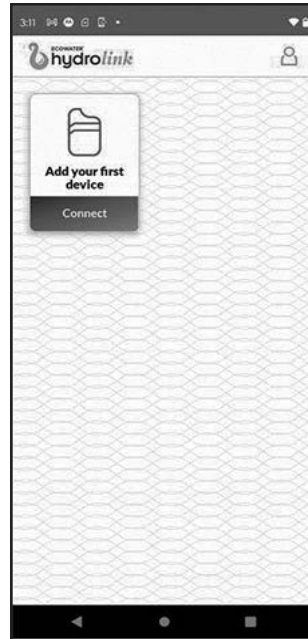 3:11
ECOWATER
hydrolink
Add your first
device
Connect